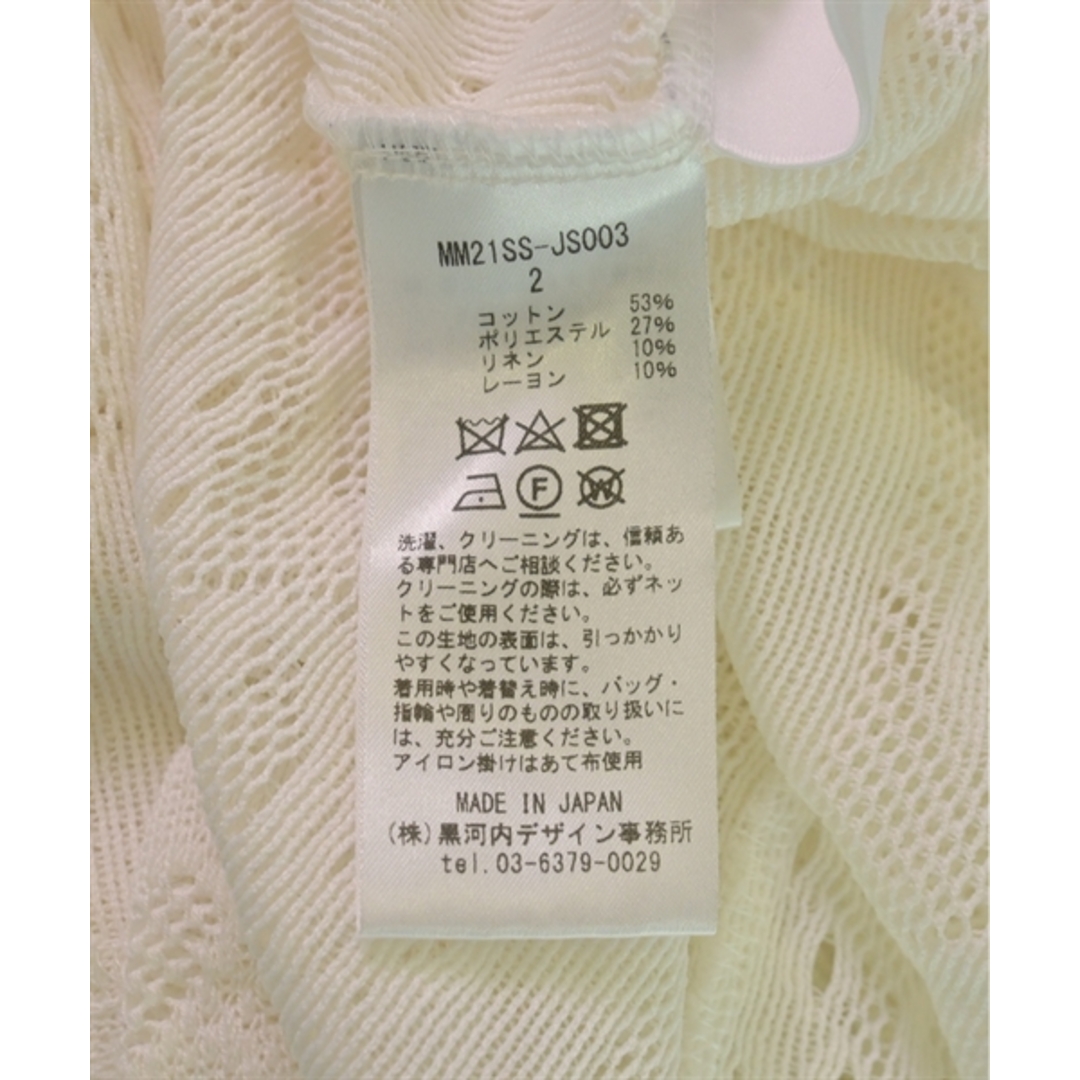 MM21SS-JS003
2
コットン 53%
ポリエステル 27%
リネン 10%
レーヨン 10%
F
W
洗濯、クリーニングは、信頼あ
る専門店へご相談ください。
クリーニングの際は、必ずネッ
トをご使用ください。
この生地の表面は、引っかかり
やすくなっています。
着用時や着替え時に、バッグ・
指輪や周りのものの取り扱いに
は、充分ご注意ください。
アイロン掛けはあて布使用
MADE IN JAPAN
(株)黒河内デザイン事務所
tel.03-6379-0029